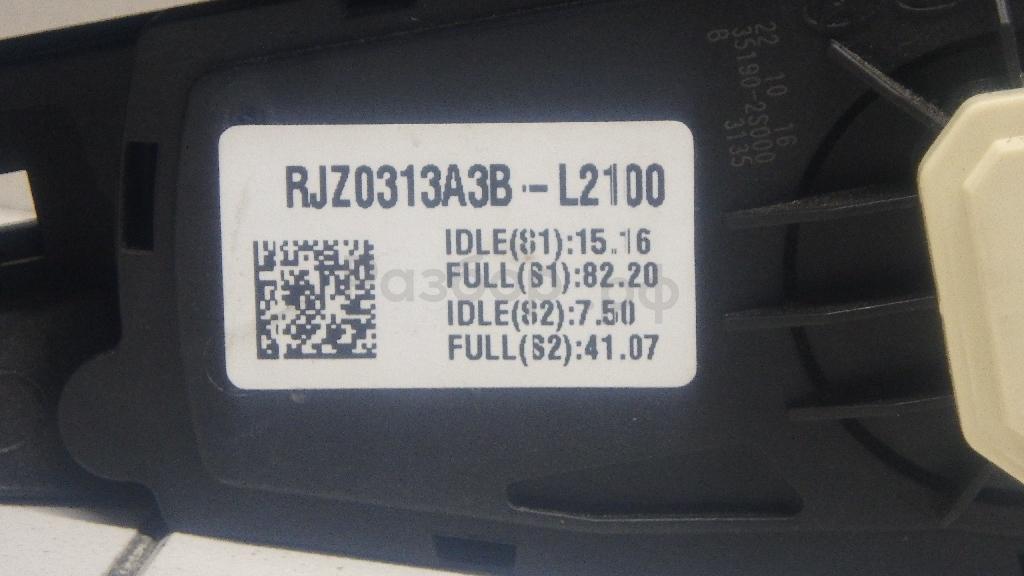 RJZ0313A3B - L2100
IDLE(S1):15.16
FULL(S1):82.20
IDLE(S2):7.50
FULL(S2):41.07
22 10 16
35190-2S000
B 3135